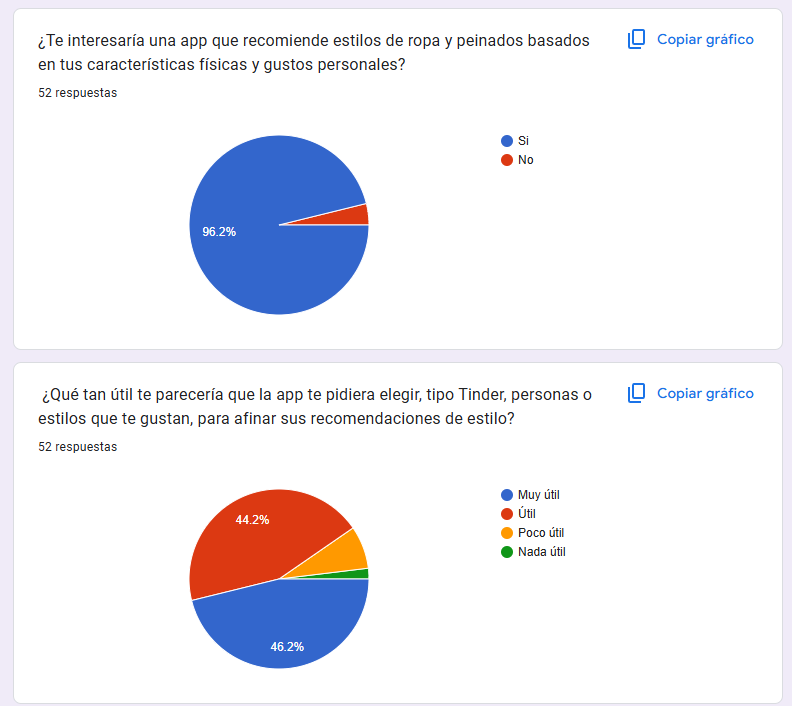 ¿Te interesaría una app que recomiende estilos de ropa y peinados basados
en tus características físicas y gustos personales?
Copiar gráfico
52 respuestas
Si
No
96.2%
¿Qué tan útil te parecería que la app te pidiera elegir, tipo Tinder, personas o
estilos que te gustan, para afinar sus recomendaciones de estilo?
Copiar gráfico
52 respuestas
Muy útil
Útil
Poco útil
Nada útil
44.2%
46.2%